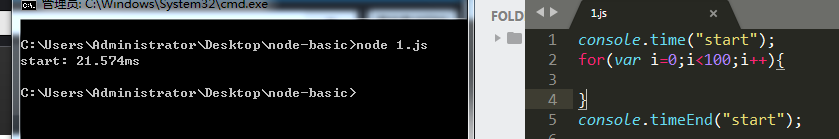 管理员: C:\Windows\System32\cmd.exe
C:\Users\Administrator\Desktop\node-basic>node 1.js
start: 21.574ms
C:\Users\Administrator\Desktop\node-basic>
FOLD
1.js ×
1 console.time("start");
2 for(var i=0;i<100;i++){
3
4 }
5 console.timeEnd("start");